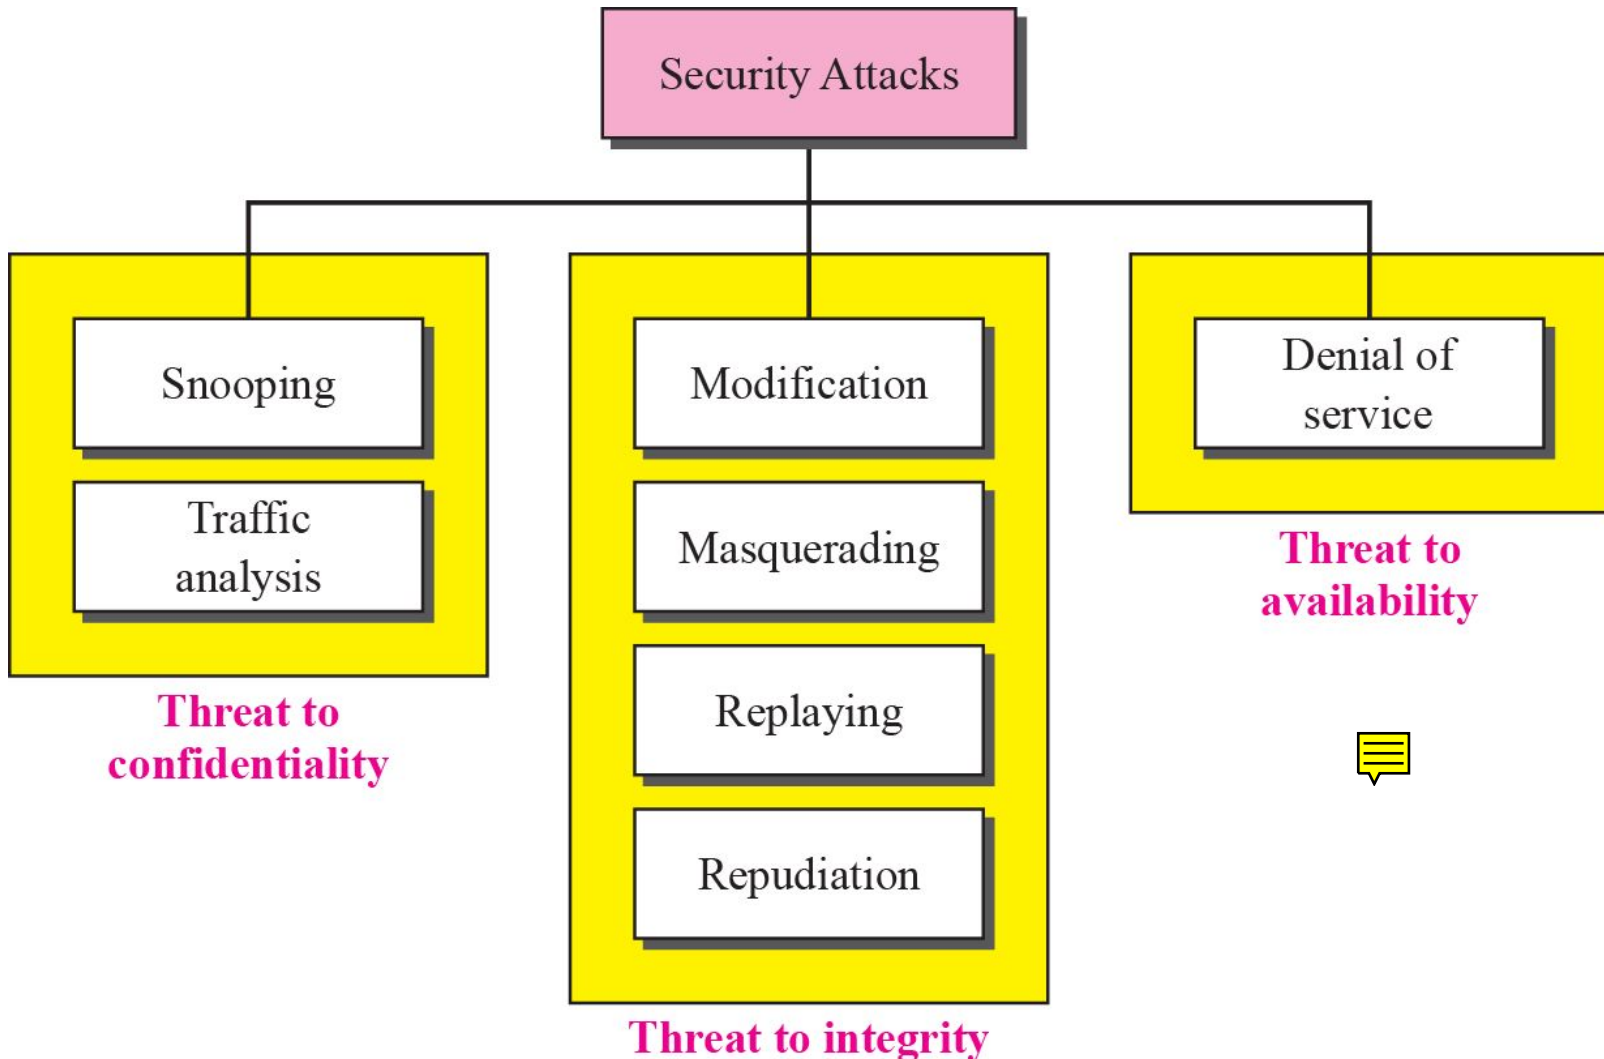 Security Attacks
Snooping
Traffic
analysis
Threat to
confidentiality
Modification
Masquerading
Replaying
Repudiation
Threat to integrity
Denial of
service
Threat to
availability